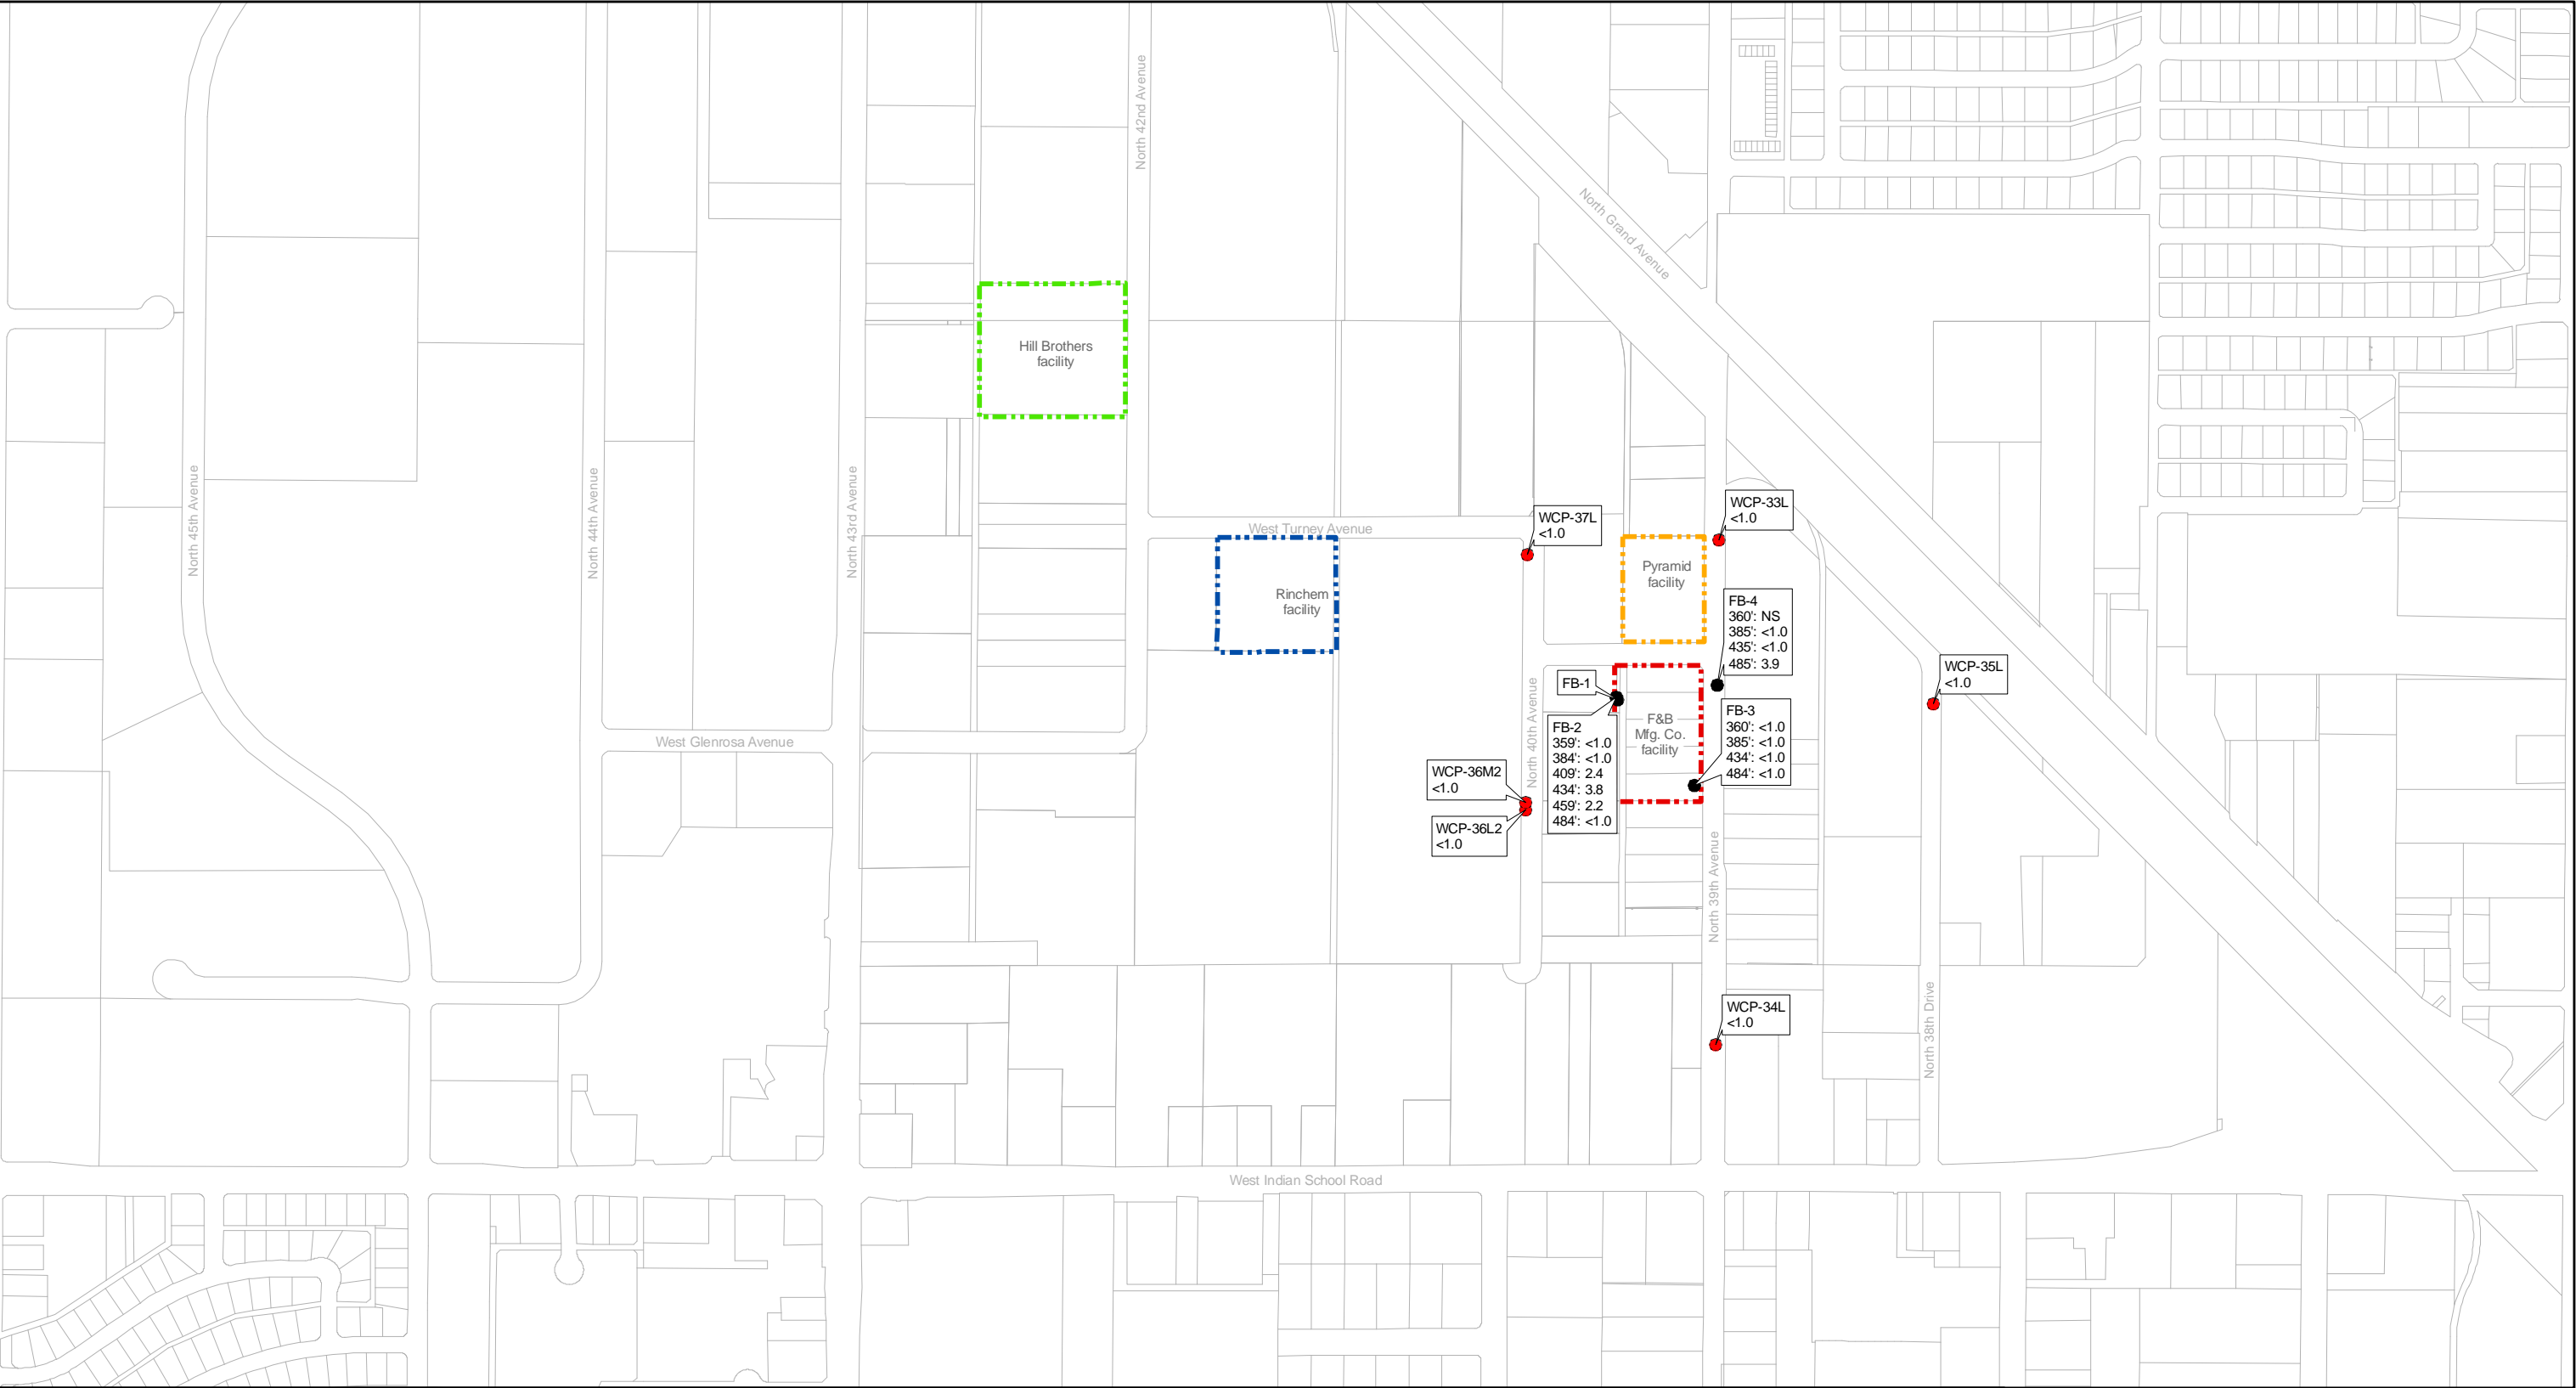 North 42nd Avenue
North Grand Avenue
Hill Brothers
facility
North 45th Avenue
North 44th Avenue
North 43rd Avenue
West Turney Avenue
WCP-37L
<1.0
WCP-33L
<1.0
Pyramid
facility
Rinchem
facility
FB-4
360': NS
385': <1.0
435': <1.0
485': 3.9
WCP-35L
<1.0
FB-1
North 40th Avenue
F&B
Mfg. Co.
facility
FB-3
360': <1.0
385': <1.0
434': <1.0
484': <1.0
FB-2
359': <1.0
384': <1.0
409': 2.4
434': 3.8
459': 2.2
484': <1.0
West Glenrosa Avenue
WCP-36M2
<1.0
WCP-36L2
<1.0
North 39th Avenue
WCP-34L
<1.0
North 38th Drive
West Indian School Road